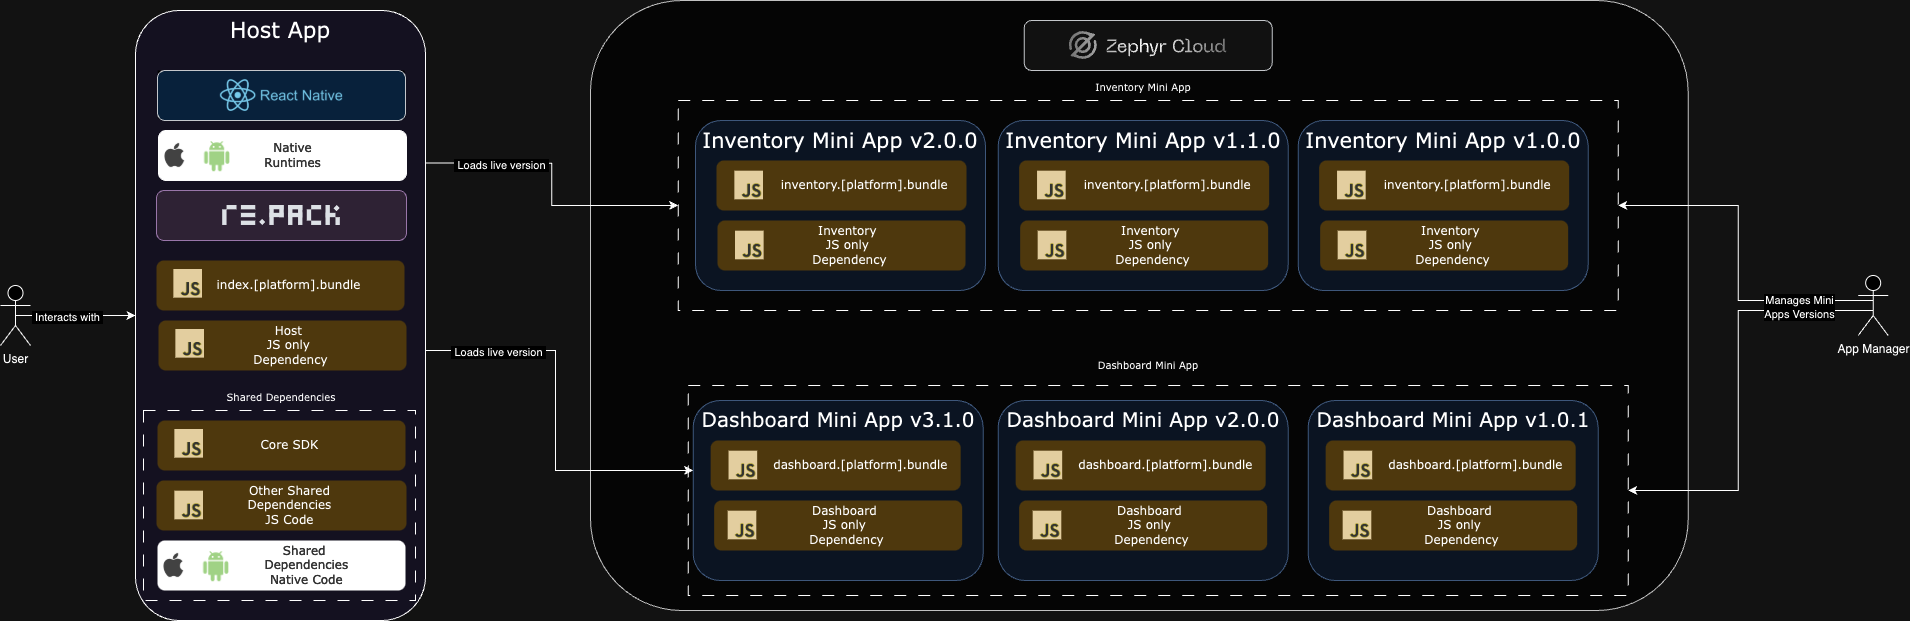 Host App
React Native
Native
Runtimes
re.PACK
JS
index.[platform].bundle
JS
Host
JS only
Dependency
Shared Dependencies
JS
Core SDK
JS
Other Shared
Dependencies
JS Code
Shared
Dependencies
Native Code
User
Interacts with
Loads live version
Loads live version
Zephyr Cloud
Inventory Mini App
Inventory Mini App v2.0.0
JS
inventory.[platform].bundle
JS
Inventory
JS only
Dependency
Inventory Mini App v1.1.0
JS
inventory.[platform].bundle
JS
Inventory
JS only
Dependency
Inventory Mini App v1.0.0
JS
inventory.[platform].bundle
JS
Inventory
JS only
Dependency
Dashboard Mini App
Dashboard Mini App v3.1.0
JS
dashboard.[platform].bundle
JS
Dashboard
JS only
Dependency
Dashboard Mini App v2.0.0
JS
dashboard.[platform].bundle
JS
Dashboard
JS only
Dependency
Dashboard Mini App v1.0.1
JS
dashboard.[platform].bundle
JS
Dashboard
JS only
Dependency
Manages Mini
Apps Versions
App Manager